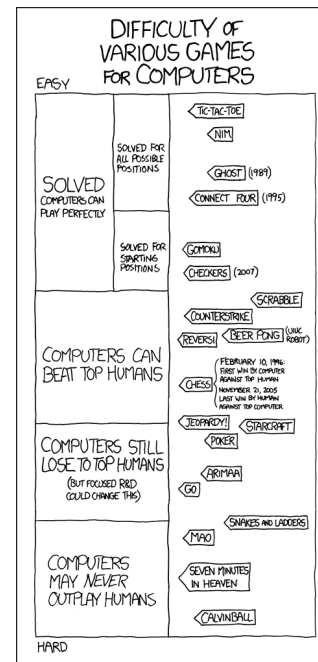 DIFFICULTY OF
VARIOUS GAMES
FOR COMPUTERS
EASY
SOLVED
COMPUTERS CAN
PLAY PERFECTLY
SOLVED FOR
ALL POSSIBLE
POSITIONS
TIC-TAC-TOE
NIM
GHOST (1989)
CONNECT FOUR (1995)
SOLVED FOR
STARTING
POSITIONS
GOMOKU
CHECKERS (2007)
COMPUTERS CAN
BEAT TOP HUMANS
SCRABBLE
COUNTERSTRIKE
REVERSI
BEER PONG (UIUC
ROBOT)
CHESS
FEBRUARY 10, 1996:
FIRST WIN BY COMPUTER
AGAINST TOP HUMAN
NOVEMBER 21, 2005
LAST WIN BY HUMAN
AGAINST TOP COMPUTER
JEOPARDY!
STARCRAFT
COMPUTERS STILL
LOSE TO TOP HUMANS
(BUT FOCUSED R&D
COULD CHANGE THIS)
POKER
ARIMAA
GO
SNAKES AND LADDERS
MAO
COMPUTERS
MAY NEVER
OUTPLAY HUMANS
SEVEN MINUTES
IN HEAVEN
CALVINBALL
HARD